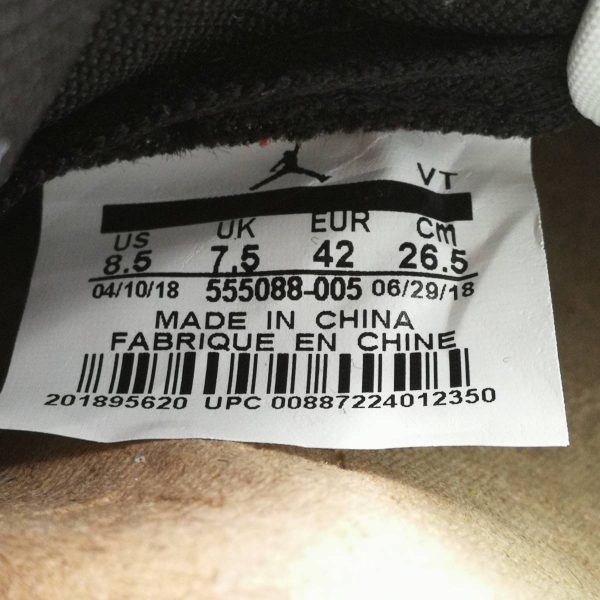 VT
US UK EUR Cm
8.5 7.5 42 26.5
04/10/18 555088-005 06/29/18
MADE IN CHINA
FABRIQUE EN CHINE
201895620 UPC 00887224012350